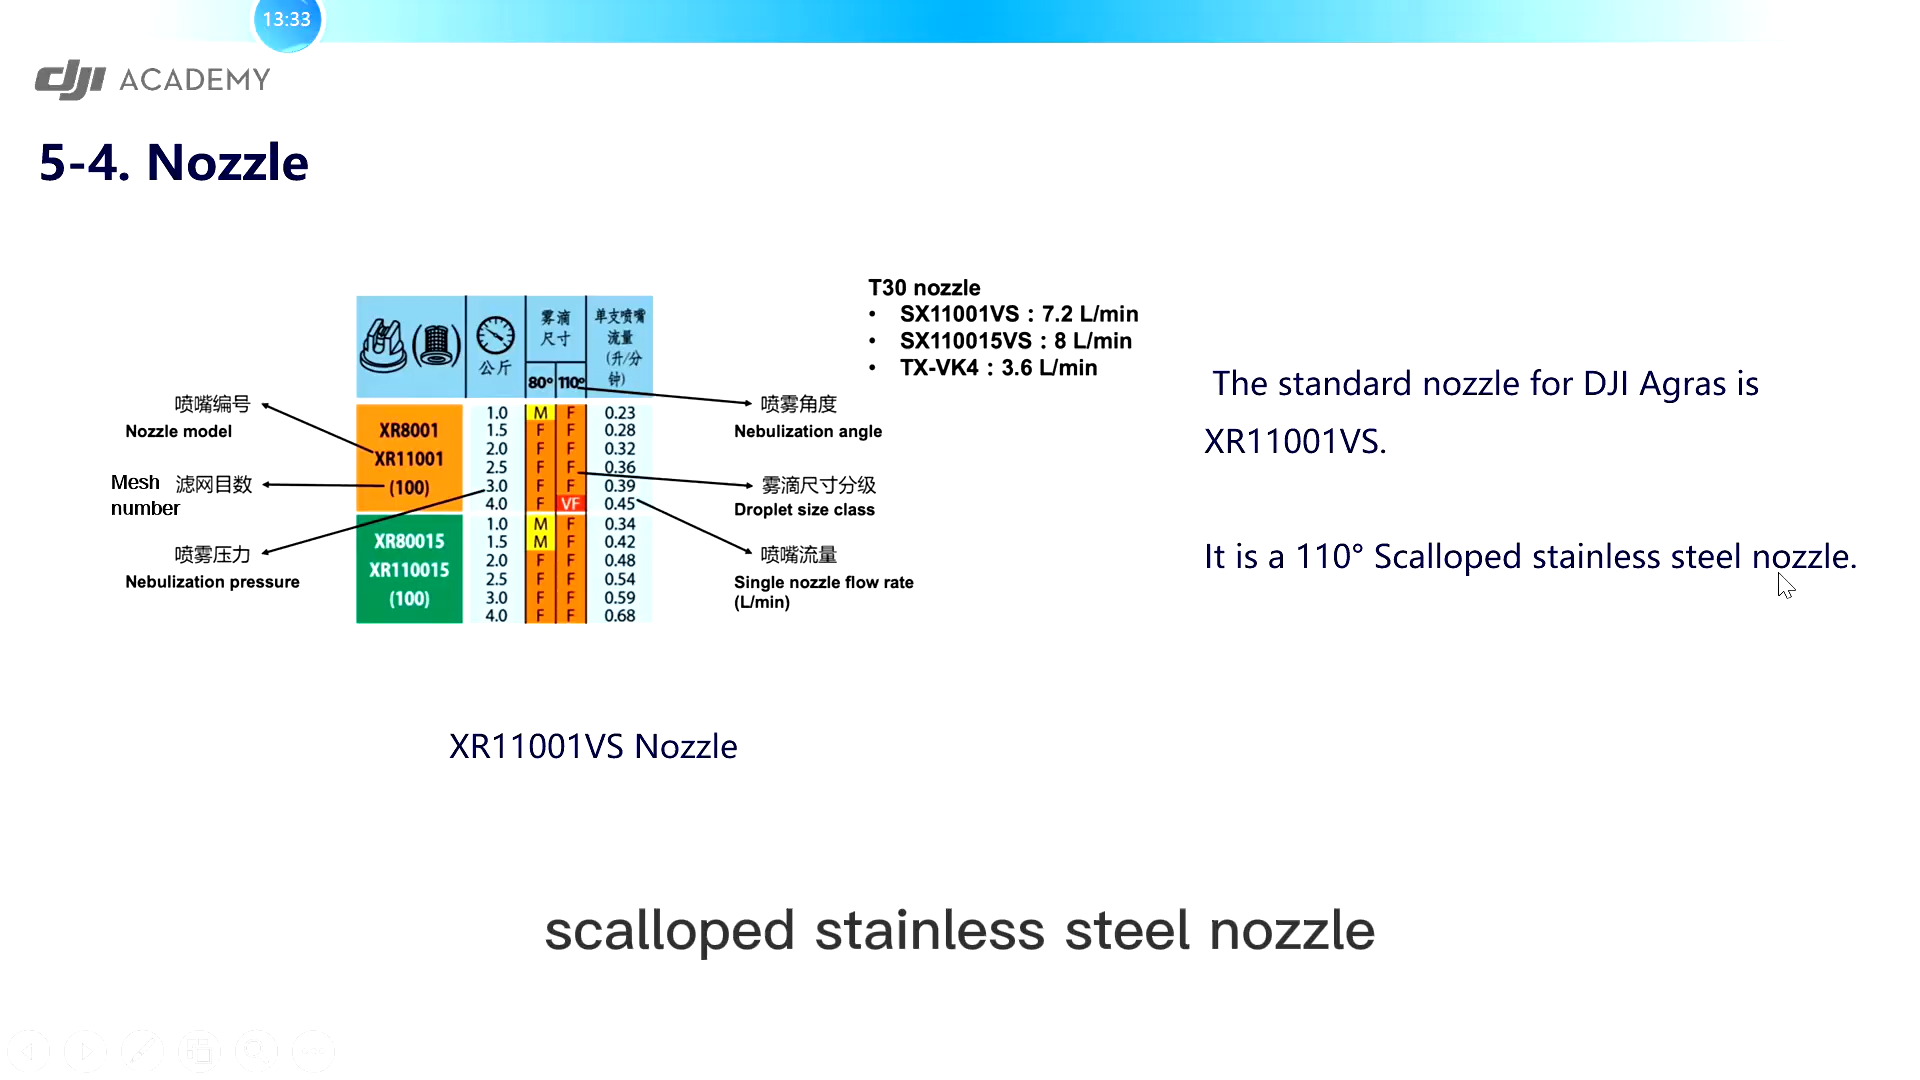 13:33
dji ACADEMY
5-4. Nozzle
T30 nozzle
• SX11001VS：7.2 L/min
• SX110015VS：8 L/min
• TX-VK4：3.6 L/min
公斤
雾滴
尺寸
80° 110°
单支喷嘴
流量
(升/分
钟)
喷嘴编号
Nozzle model
Mesh 滤网目数
number
喷雾压力
Nebulization pressure
XR8001
XR11001
(100)
1.0 M F 0.23
1.5 F F 0.28
2.0 F F 0.32
2.5 F F 0.36
3.0 F F 0.39
4.0 F VF 0.45
XR80015
XR110015
(100)
1.0 M F 0.34
1.5 M F 0.42
2.0 F F 0.48
2.5 F F 0.54
3.0 F F 0.59
4.0 F F 0.68
喷雾角度
Nebulization angle
雾滴尺寸分级
Droplet size class
喷嘴流量
Single nozzle flow rate
(L/min)
The standard nozzle for DJI Agras is
XR11001VS.
It is a 110° Scalloped stainless steel nozzle.
XR11001VS Nozzle
scalloped stainless steel nozzle